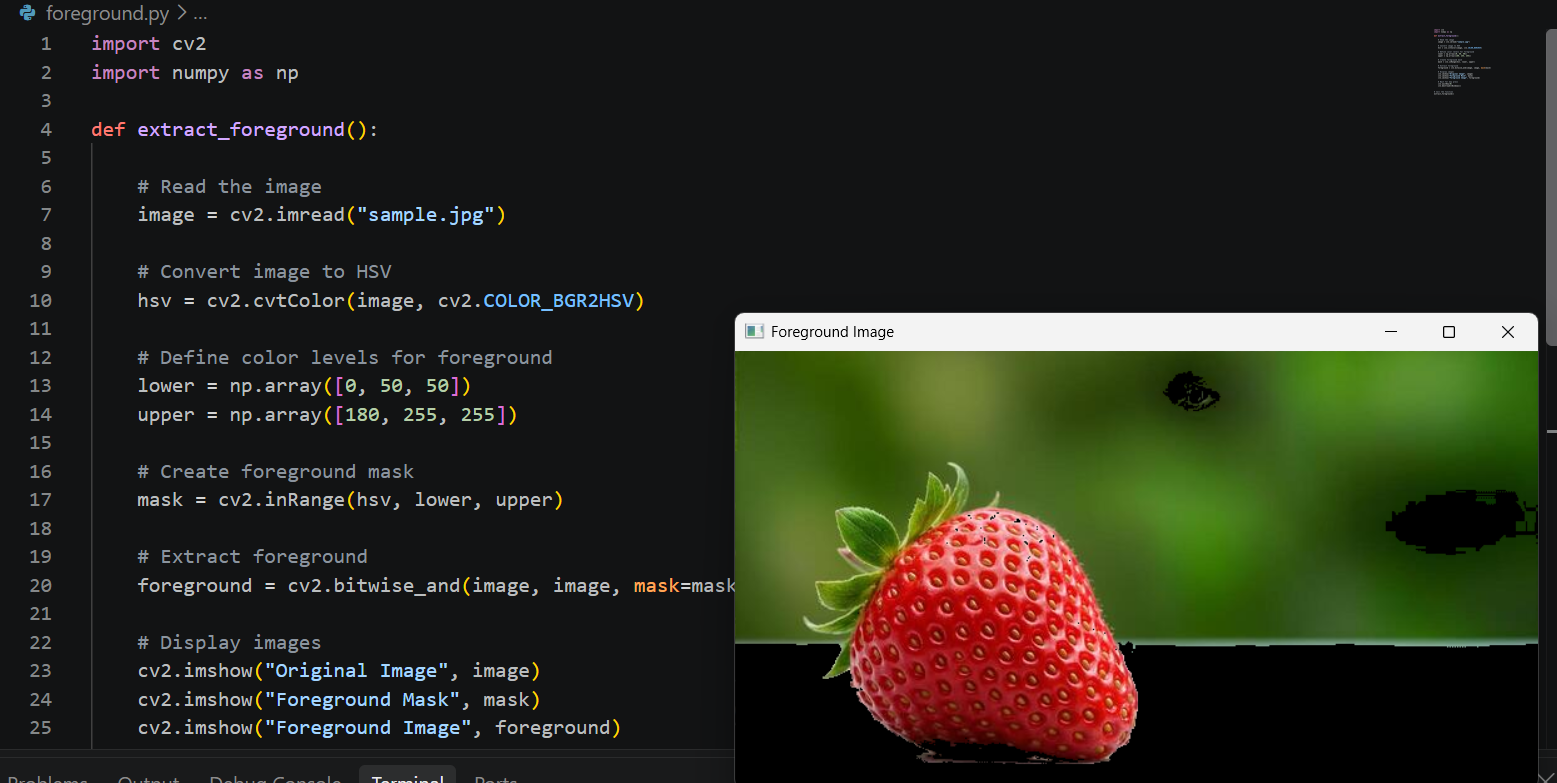 foreground.py > ...
1 import cv2
2 import numpy as np
3
4 def extract_foreground():
5
6 # Read the image
7 image = cv2.imread("sample.jpg")
8
9 # Convert image to HSV
10 hsv = cv2.cvtColor(image, cv2.COLOR_BGR2HSV)
11
12 # Define color levels for foreground
13 lower = np.array([0, 50, 50])
14 upper = np.array([180, 255, 255])
15
16 # Create foreground mask
17 mask = cv2.inRange(hsv, lower, upper)
18
19 # Extract foreground
20 foreground = cv2.bitwise_and(image, image, mask=mask
21
22 # Display images
23 cv2.imshow("Original Image", image)
24 cv2.imshow("Foreground Mask", mask)
25 cv2.imshow("Foreground Image", foreground)
Foreground Image
Problems Output Debug Console Terminal Ports